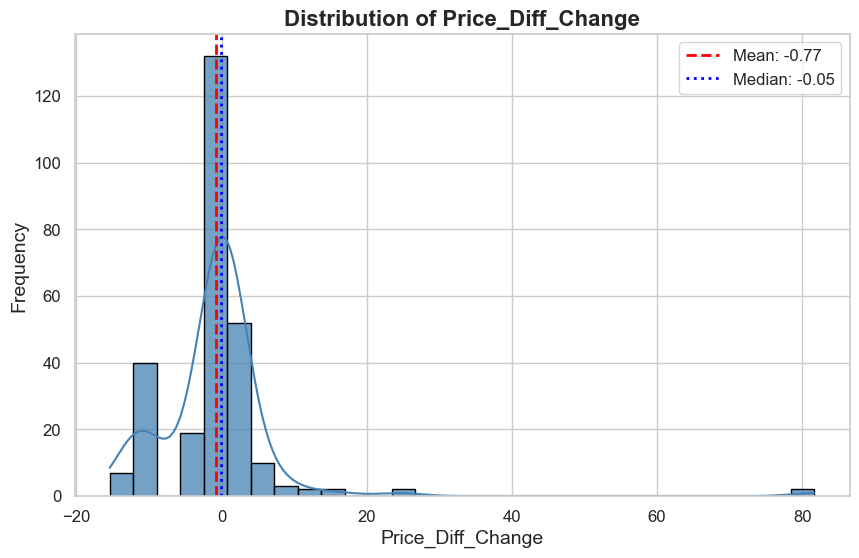 Distribution of Price_Diff_Change
Mean: -0.77
Median: -0.05
Frequency
120
100
80
60
40
20
0
−20
0
20
40
60
80
Price_Diff_Change